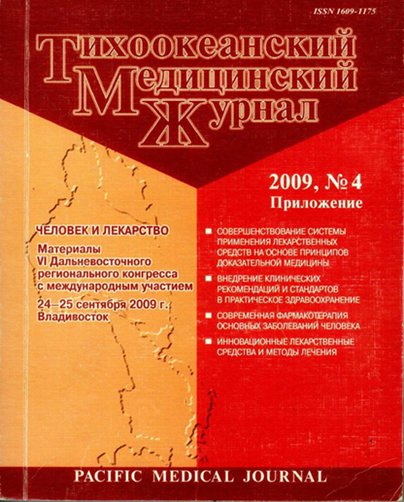 ISSN 1609-1175
Тихоокеанский
Медицинский
Журнал
2009, № 4
Приложение
ЧЕЛОВЕК И ЛЕКАРСТВО
Материалы
VI Дальневосточного
регионального конгресса
с международным участием
24–25 сентября 2009 г.,
Владивосток
СОВЕРШЕНСТВОВАНИЕ СИСТЕМЫ
ПРИМЕНЕНИЯ ЛЕКАРСТВЕННЫХ
СРЕДСТВ НА ОСНОВЕ ПРИНЦИПОВ
ДОКАЗАТЕЛЬНОЙ МЕДИЦИНЫ
ВНЕДРЕНИЕ КЛИНИЧЕСКИХ
РЕКОМЕНДАЦИЙ И СТАНДАРТОВ
В ПРАКТИЧЕСКОЕ ЗДРАВООХРАНЕНИЕ
СОВРЕМЕННАЯ ФАРМАКОТЕРАПИЯ
ОСНОВНЫХ ЗАБОЛЕВАНИЙ ЧЕЛОВЕКА
ИННОВАЦИОННЫЕ ЛЕКАРСТВЕННЫЕ
СРЕДСТВА И МЕТОДЫ ЛЕЧЕНИЯ
PACIFIC MEDICAL JOURNAL